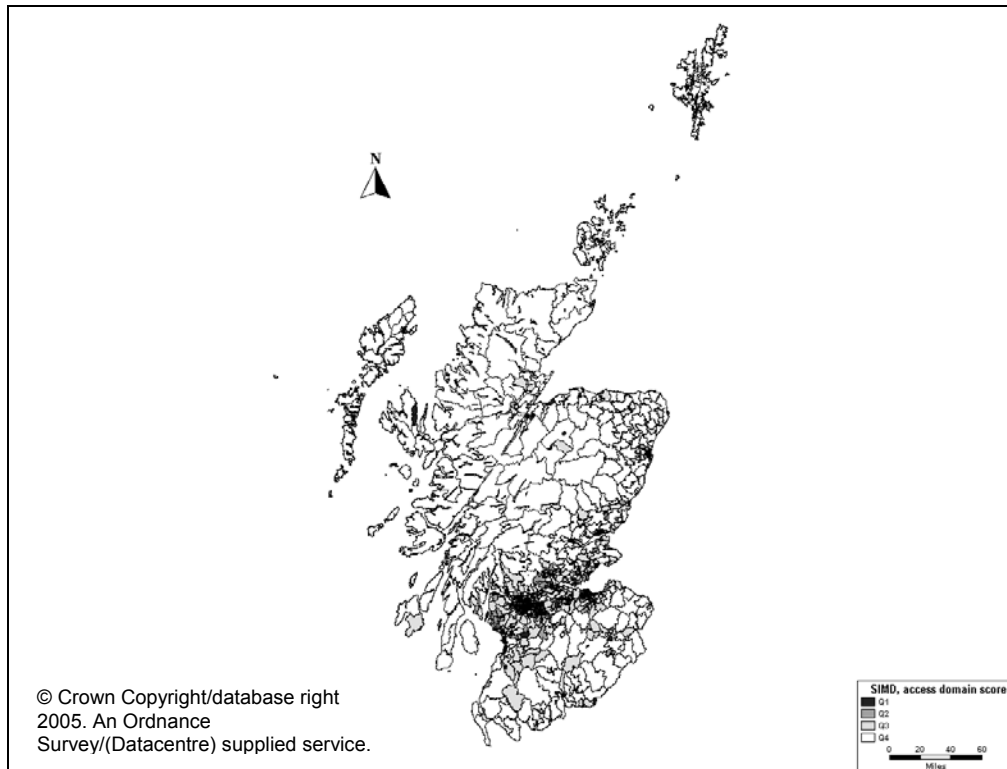 N
© Crown Copyright/database right
2005. An Ordnance
Survey/(Datacentre) supplied service.
SIMD, access domain score
Q1
Q2
Q3
Q4
0 20 40 60
Miles